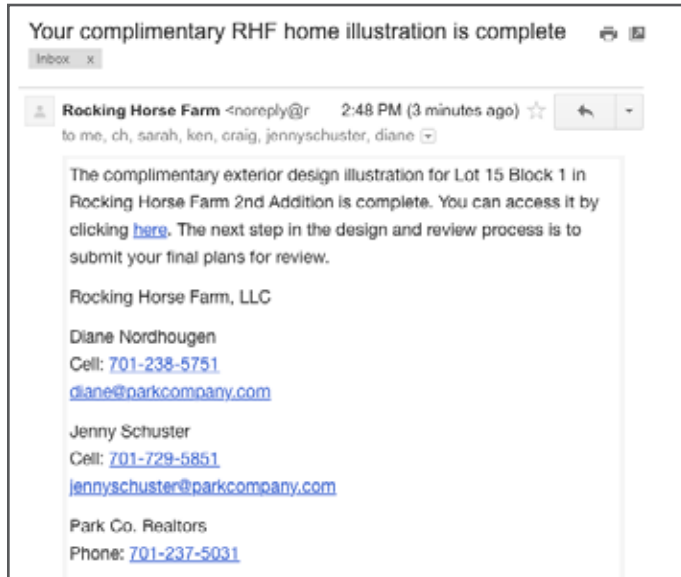 Your complimentary RHF home illustration is complete
Inbox x
Rocking Horse Farm <noreply@r 2:48 PM (3 minutes ago)
to me, ch, sarah, ken, craig, jennyschuster, diane
The complimentary exterior design illustration for Lot 15 Block 1 in
Rocking Horse Farm 2nd Addition is complete. You can access it by
clicking here. The next step in the design and review process is to
submit your final plans for review.
Rocking Horse Farm, LLC
Diane Nordhougen
Cell: 701-238-5751
diane@parkcompany.com
Jenny Schuster
Cell: 701-729-5851
jennyschuster@parkcompany.com
Park Co. Realtors
Phone: 701-237-5031